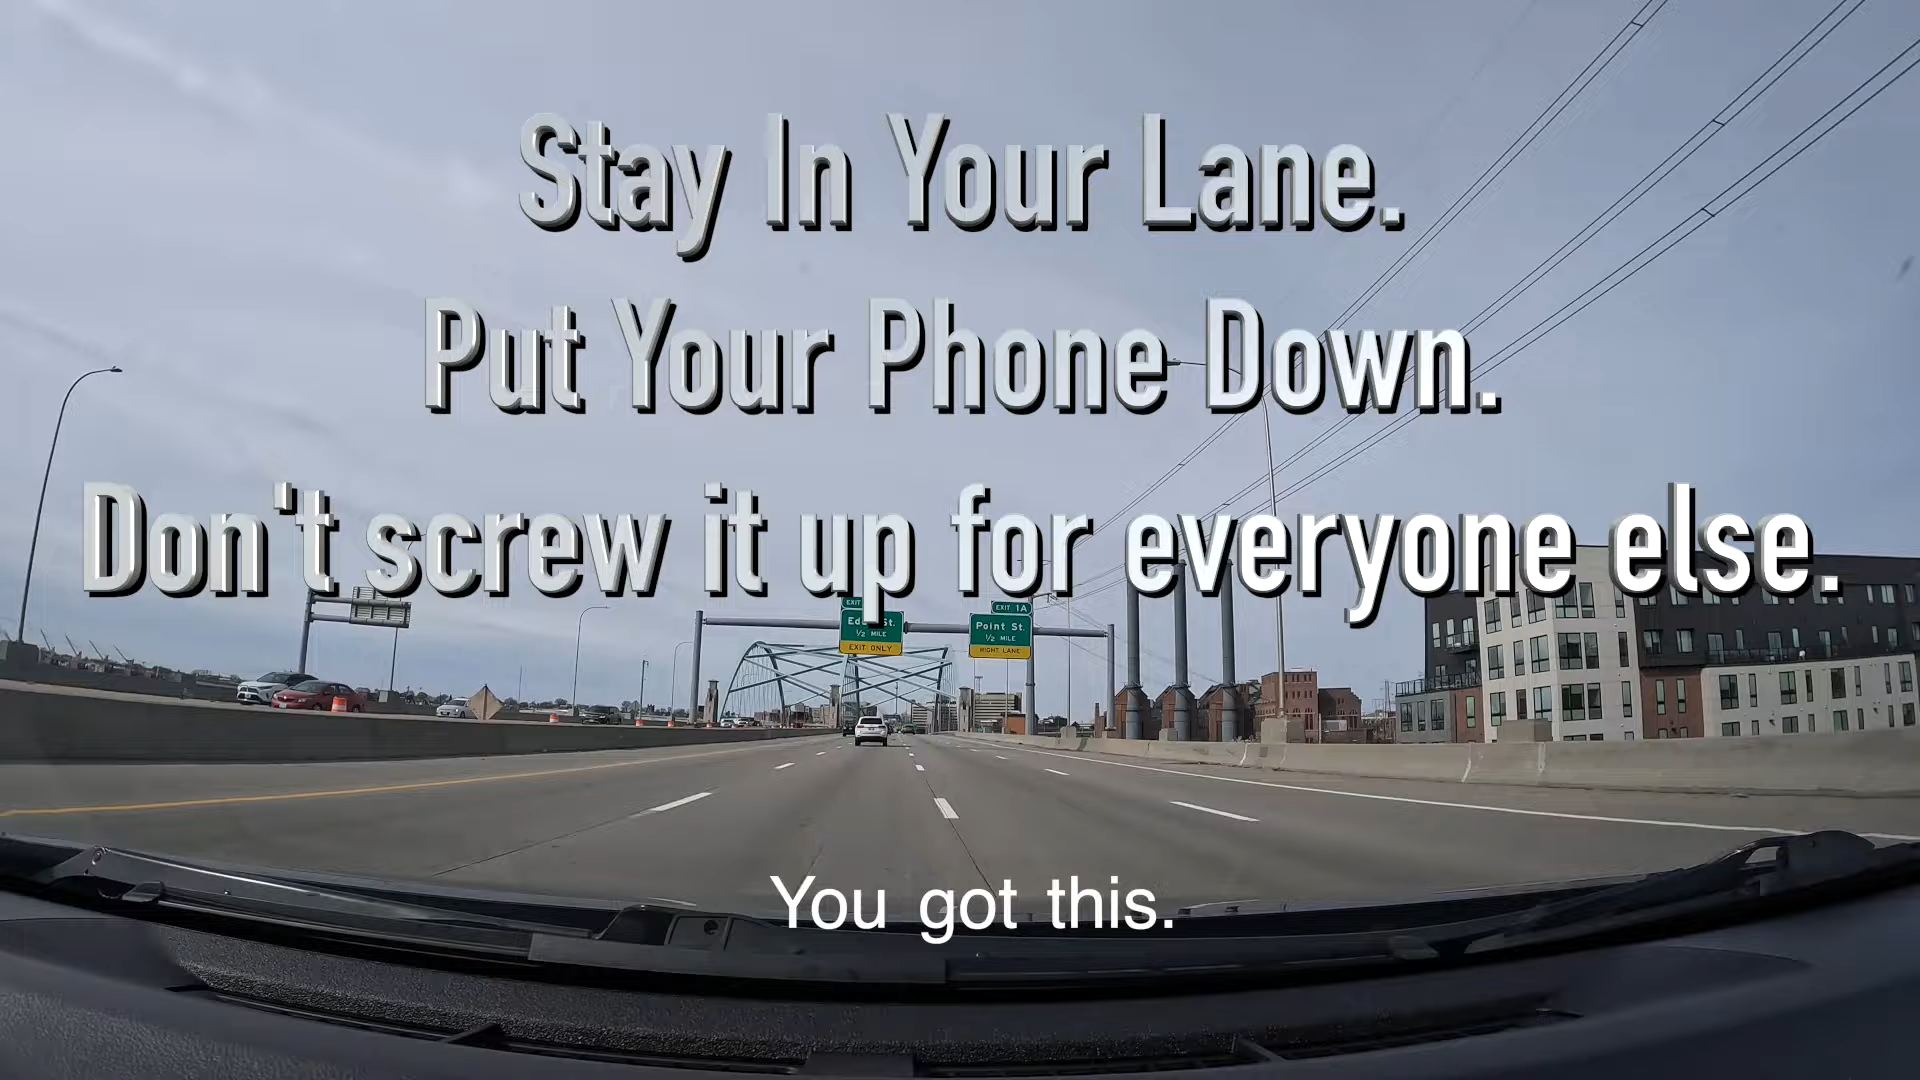 Stay In Your Lane.
Put Your Phone Down.
Don't screw it up for everyone else.
EXIT
St.
½ MILE
EXIT ONLY
EXIT 1A
Point St.
½ MILE
RIGHT LANE
You got this.